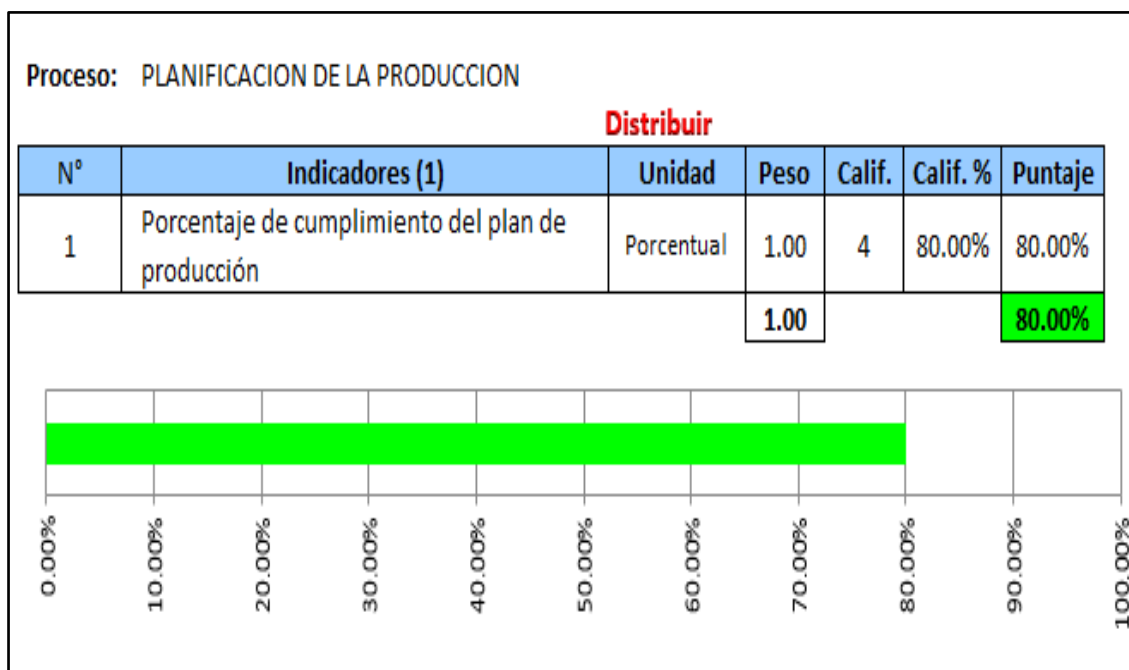 Proceso: PLANIFICACION DE LA PRODUCCION
Distribuir
N° Indicadores (1) Unidad Peso Calif. Calif. % Puntaje
1 Porcentaje de cumplimiento del plan de producción Porcentual 1.00 4 80.00% 80.00%
1.00 80.00%
0.00% 10.00% 20.00% 30.00% 40.00% 50.00% 60.00% 70.00% 80.00% 90.00% 100.00%